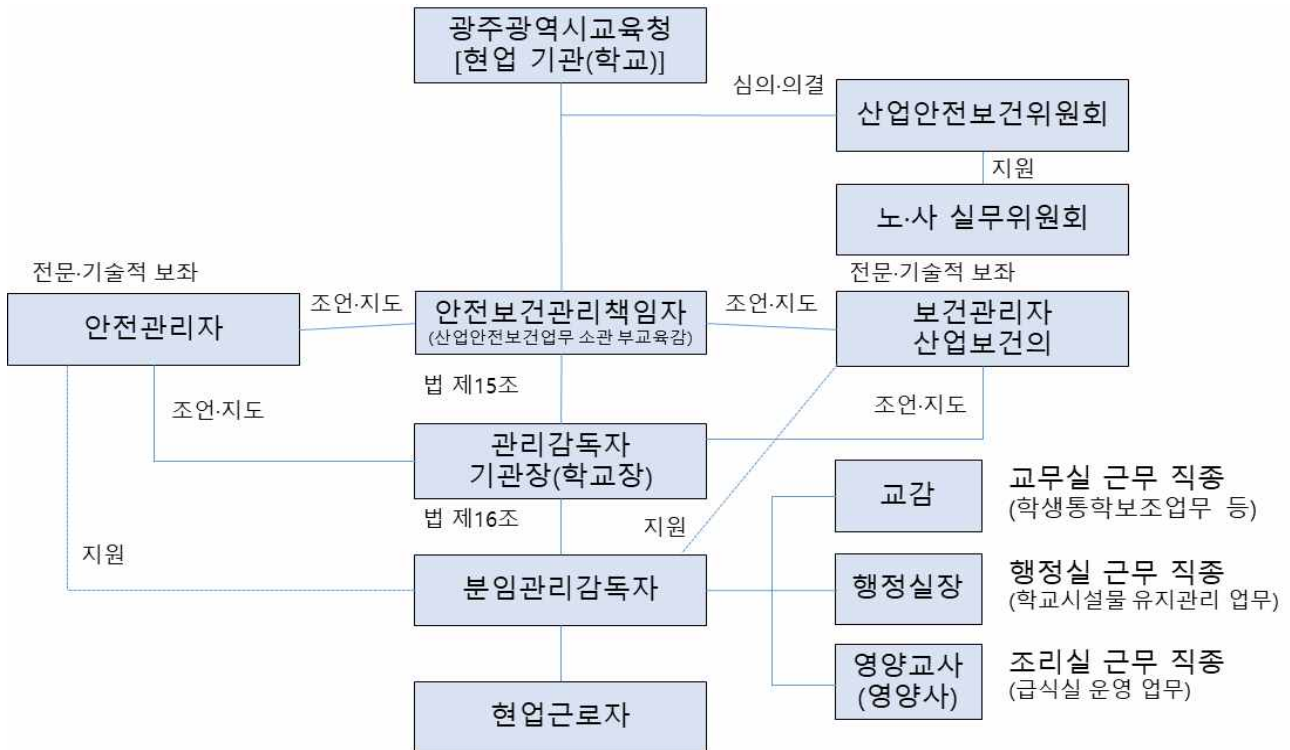 광주광역시교육청
[현업 기관(학교)]
심의·의결
산업안전보건위원회
지원
노·사 실무위원회
전문·기술적 보좌
전문·기술적 보좌
안전관리자
조언·지도
안전보건관리책임자
(산업안전보건업무 소관 부교육감)
조언·지도
보건관리자
산업보건의
법 제15조
조언·지도
조언·지도
관리감독자
기관장(학교장)
법 제16조
지원
지원
분임관리감독자
교감
교무실 근무 직종
(학생통학보조업무 등)
행정실장
행정실 근무 직종
(학교시설물 유지관리 업무)
영양교사
(영양사)
조리실 근무 직종
(급식실 운영 업무)
현업근로자